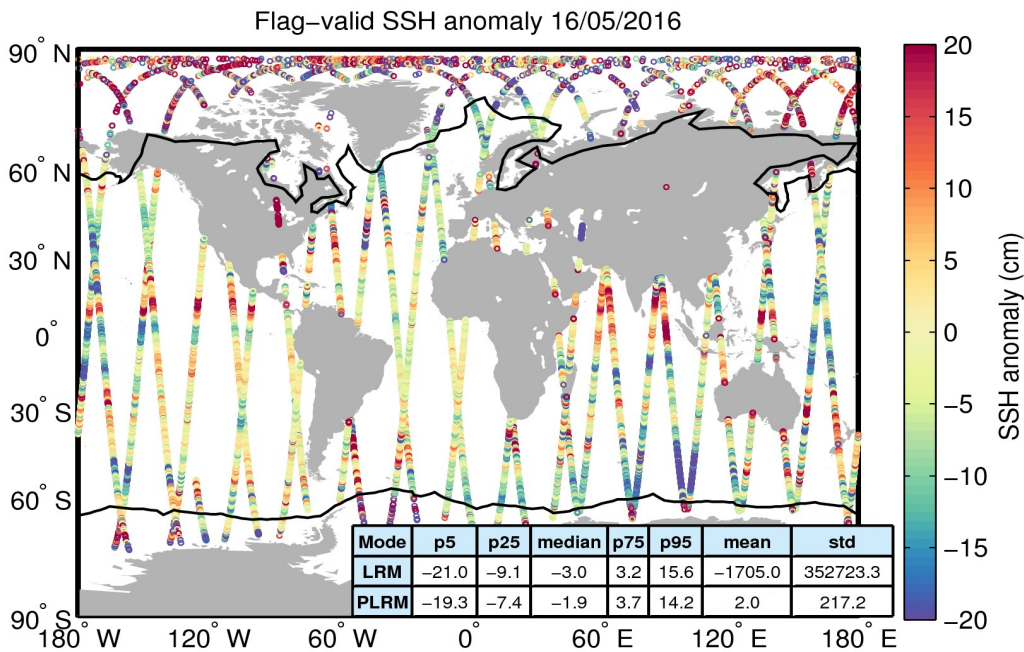 Flag−valid SSH anomaly 16/05/2016
90° N
60° N
30° N
0°
30° S
60° S
90° S
180° W 120° W 60° W 0° 60° E 120° E 180° E
20
15
10
5
0
−5
−10
−15
−20
SSH anomaly (cm)
Mode p5 p25 median p75 p95 mean std
LRM −21.0 −9.1 −3.0 3.2 15.6 −1705.0 352723.3
PLRM −19.3 −7.4 −1.9 3.7 14.2 2.0 217.2